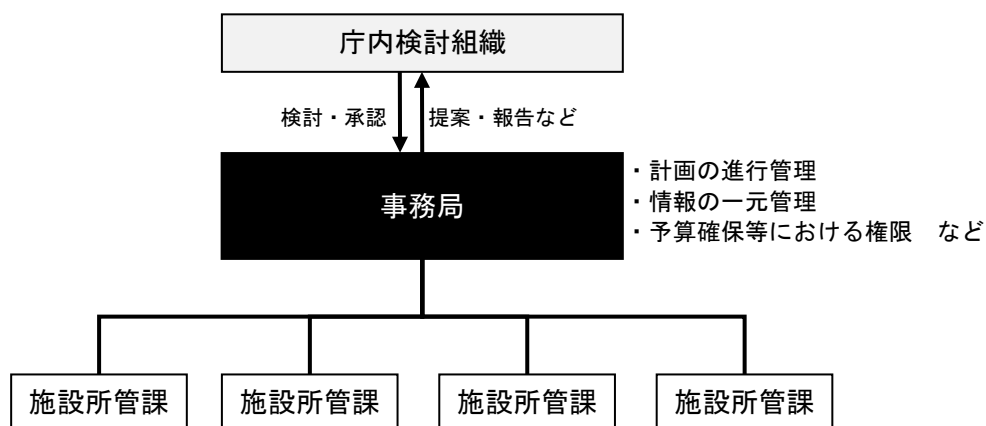 庁内検討組織
検討・承認
提案・報告など
事務局
・計画の進行管理
・情報の一元管理
・予算確保等における権限　など
施設所管課
施設所管課
施設所管課
施設所管課